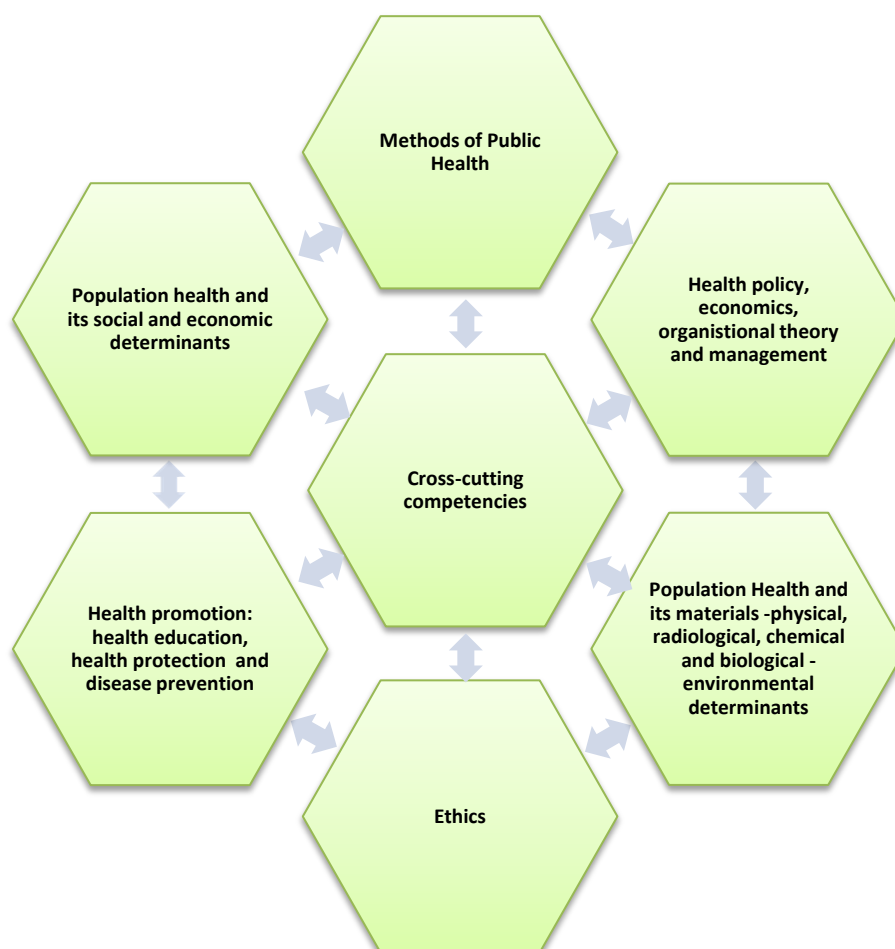 Methods of Public
Health
Population health and
its social and economic
determinants
Health policy,
economics,
organistional theory
and management
Cross-cutting
competencies
Health promotion:
health education,
health protection and
disease prevention
Population Health and
its materials -physical,
radiological, chemical
and biological -
environmental
determinants
Ethics